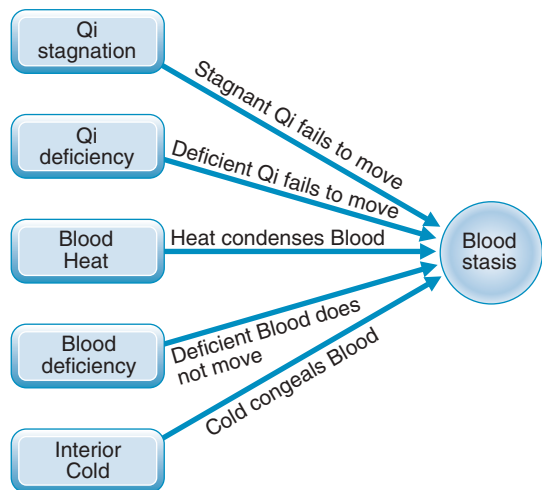 Qi
stagnation
Stagnant Qi fails to move
Qi
deficiency
Deficient Qi fails to move
Blood
Heat
Heat condenses Blood
Blood
stasis
Blood
deficiency
Deficient Blood does
not move
Interior
Cold
Cold congeals Blood